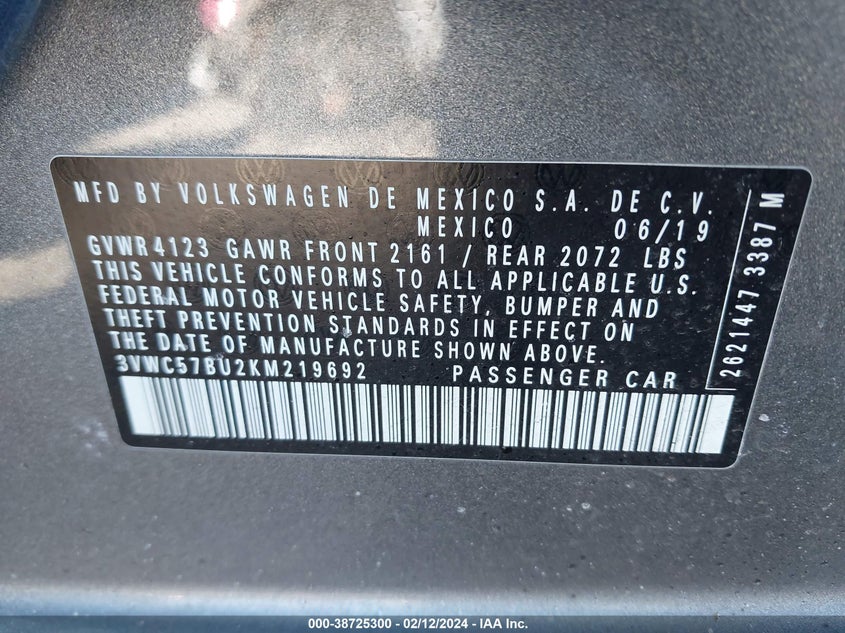 MFD BY VOLKSWAGEN DE MEXICO S.A. DE C.V.
MEXICO 06/19
GVWR 4123 GAWR FRONT 2161 / REAR 2072 LBS
THIS VEHICLE CONFORMS TO ALL APPLICABLE U.S.
FEDERAL MOTOR VEHICLE SAFETY, BUMPER AND
THEFT PREVENTION STANDARDS IN EFFECT ON
THE DATE OF MANUFACTURE SHOWN ABOVE.
3VWC57BU2KM219692 PASSENGER CAR
2621447 3387 M
000-38725300 - 02/12/2024 - IAA Inc.